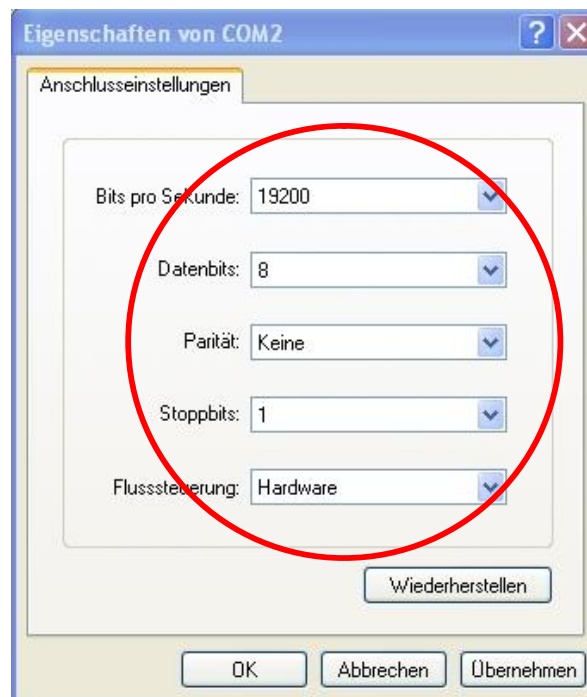 Eigenschaften von COM2
Anschlusseinstellungen
Bits pro Sekunde: 19200
Datenbits: 8
Parität: Keine
Stoppbits: 1
Flusssteuerung: Hardware
Wiederherstellen
OK Abbrechen Übernehmen